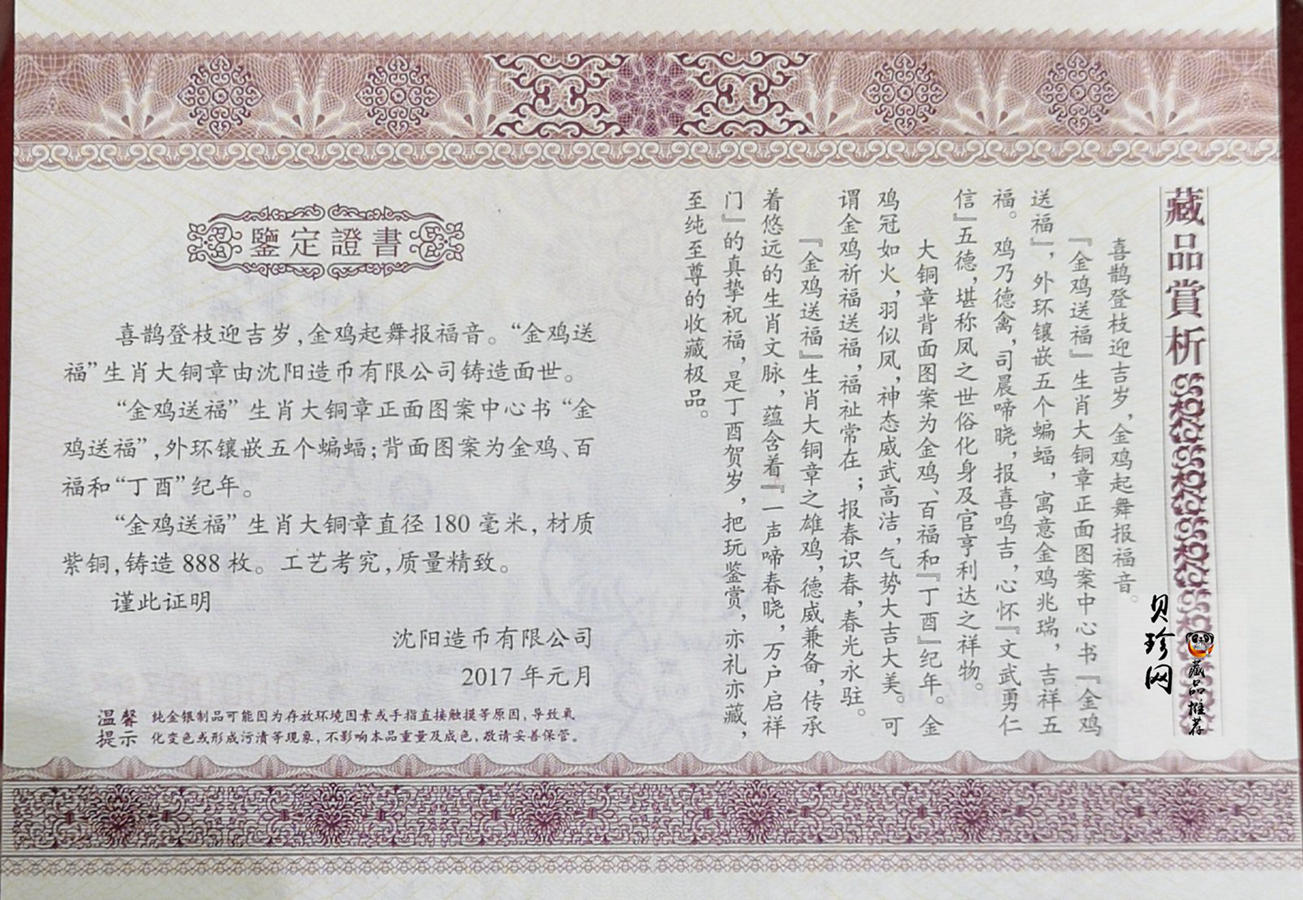 鑒定證書
喜鹊登枝迎吉岁,金鸡起舞报福音。“金鸡送
福”生肖大铜章由沈阳造币有限公司铸造面世。
“金鸡送福”生肖大铜章正面图案中心书“金
鸡送福”,外环镶嵌五个蝙蝠;背面图案为金鸡、百
福和“丁酉”纪年。
“金鸡送福”生肖大铜章直径180毫米,材质
紫铜,铸造888枚。工艺考究,质量精致。
谨此证明
沈阳造币有限公司
2017年元月
温馨
提示
纯金银制品可能因为存放环境因素或手指直接触摸等原因,导致氧
化变色或形成污渍等现象,不影响本品重量及成色,敬请妥善保管。
藏品賞析
喜鹊登枝迎吉岁,金鸡起舞报福音。
『金鸡送福』生肖大铜章正面图案中心书『金鸡
送福』,外环镶嵌五个蝙蝠,寓意金鸡兆瑞,吉祥五
福。鸡乃德禽,司晨啼晓,报喜鸣吉,心怀『文武勇仁
信』五德,堪称凤之世俗化身及官亨利达之祥物。
大铜章背面图案为金鸡、百福和『丁酉』纪年。金
鸡冠如火,羽似凤,神态威武高洁,气势大吉大美。可
谓金鸡祈福送福,福祉常在;报春识春,春光永驻。
『金鸡送福』生肖大铜章之雄鸡,德威兼备,传承
着悠远的生肖文脉,蕴含着『一声啼春晓,万户启祥
门』的真挚祝福,是丁酉贺岁,把玩鉴赏,亦礼亦藏,
至纯至尊的收藏极品。
贝珍网
藏品推荐